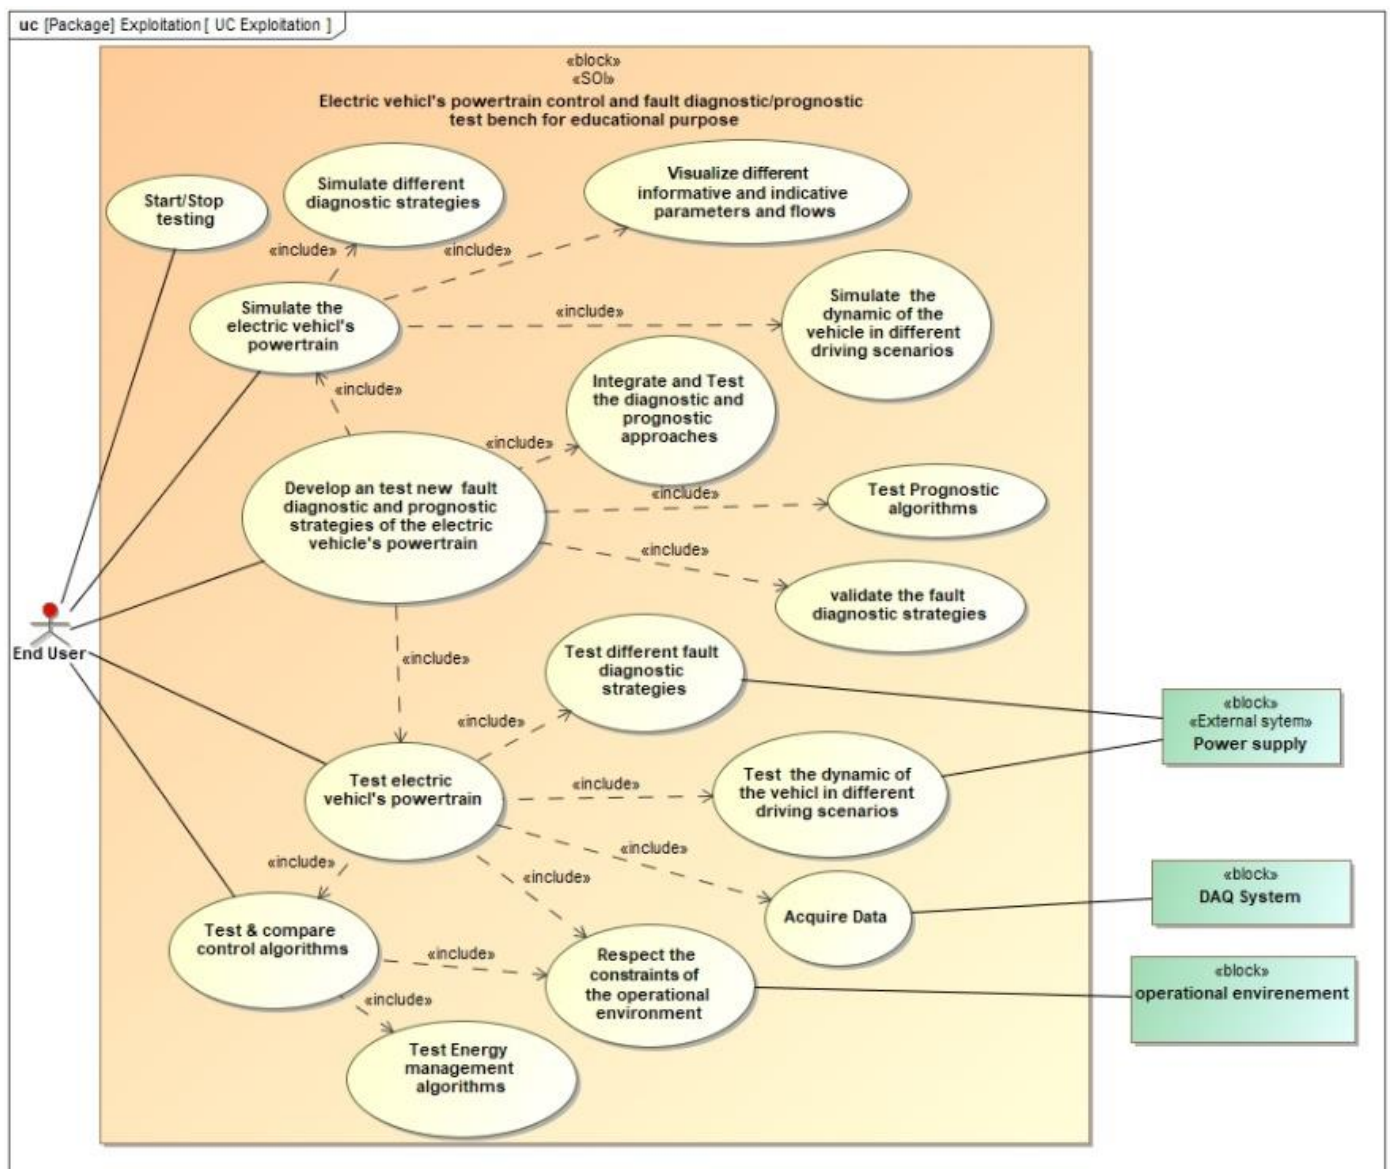 uc [Package] Exploitation [ UC Exploitation ]
«block»
«SOI»
Electric vehicl's powertrain control and fault diagnostic/prognostic
test bench for educational purpose
Start/Stop
testing
Simulate different
diagnostic strategies
Visualize different
informative and indicative
parameters and flows
«include»
«include»
Simulate the
electric vehicl's
powertrain
«include»
Simulate the
dynamic of the
vehicle in different
driving scenarios
«include»
Integrate and Test
the diagnostic and
prognostic
approaches
«include»
Develop an test new fault
diagnostic and prognostic
strategies of the electric
vehicle's powertrain
«include»
Test Prognostic
algorithms
«include»
validate the fault
diagnostic strategies
End User
«include»
Test different fault
diagnostic
strategies
«block»
«External sytem»
Power supply
«include»
Test electric
vehicl's powertrain
«include»
Test the dynamic of
the vehicl in different
driving scenarios
«include»
«include»
«include»
Acquire Data
«block»
DAQ System
Test & compare
control algorithms
«include»
Respect the
constraints of
the operational
environment
«block»
operational envirenement
«include»
Test Energy
management
algorithms